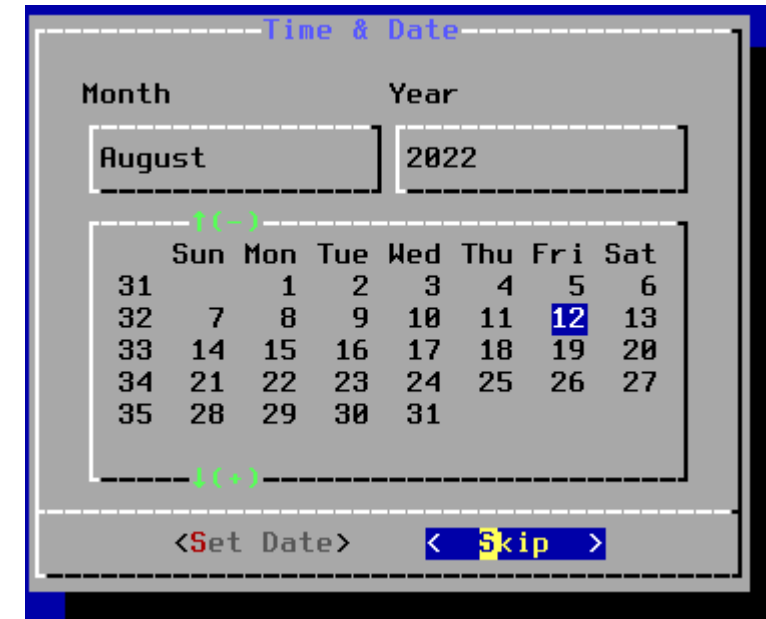 Time & Date
Month Year
August 2022
↑(-)
Sun Mon Tue Wed Thu Fri Sat
31 1 2 3 4 5 6
32 7 8 9 10 11 12 13
33 14 15 16 17 18 19 20
34 21 22 23 24 25 26 27
35 28 29 30 31
↓(+)
<Set Date> < Skip >